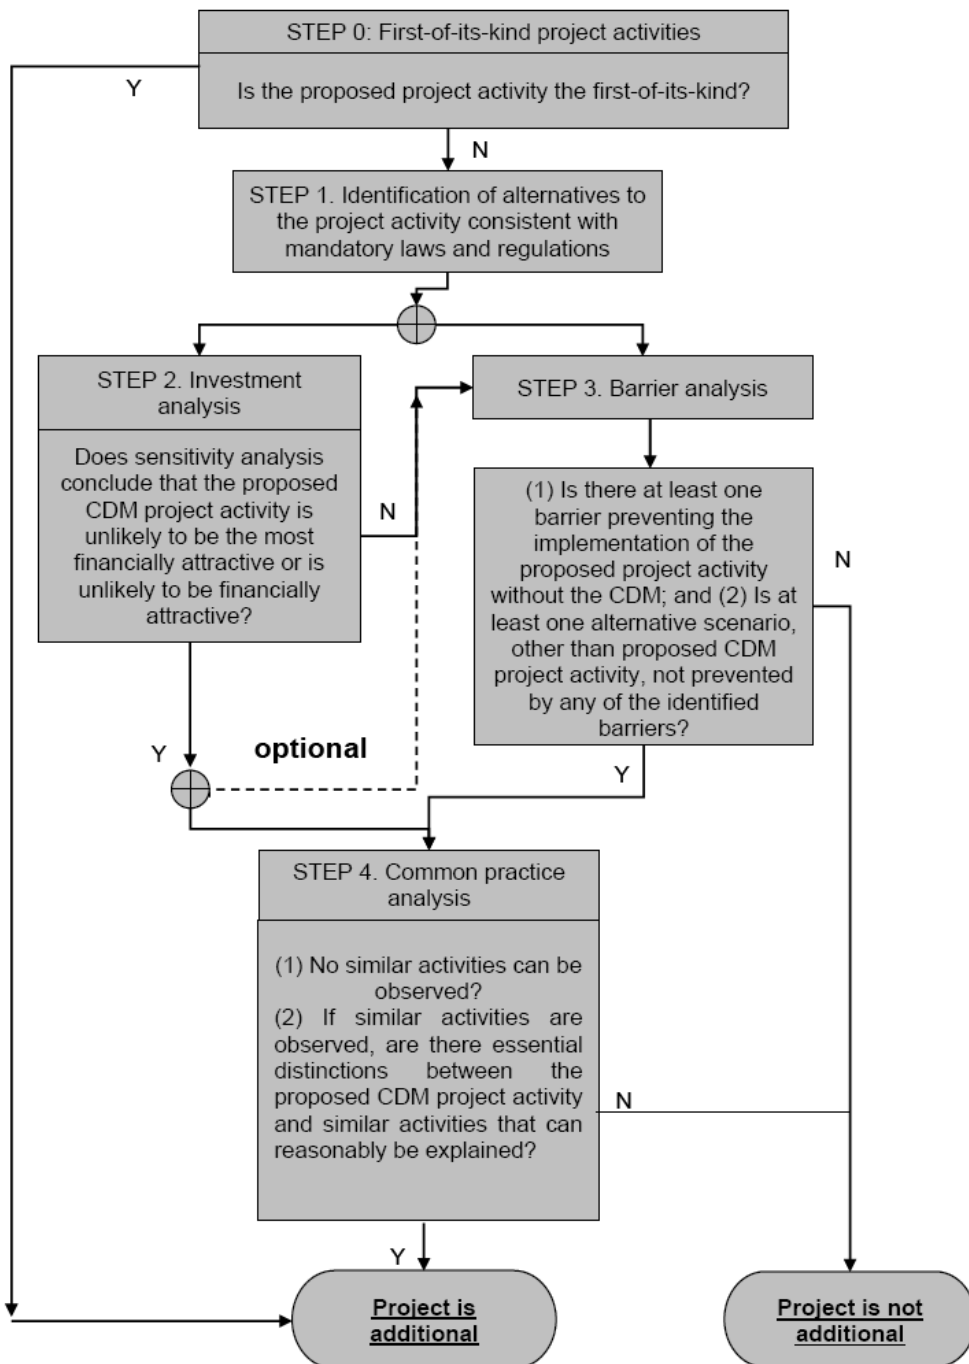 STEP 0: First-of-its-kind project activities
Y
Is the proposed project activity the first-of-its-kind?
N
STEP 1. Identification of alternatives to
the project activity consistent with
mandatory laws and regulations
STEP 2. Investment
analysis
Does sensitivity analysis
conclude that the proposed
CDM project activity is
unlikely to be the most
financially attractive or is
unlikely to be financially
attractive?
N
STEP 3. Barrier analysis
(1) Is there at least one
barrier preventing the
implementation of the
proposed project activity
without the CDM; and (2) Is at
least one alternative scenario,
other than proposed CDM
project activity, not prevented
by any of the identified
barriers?
N
Y
optional
Y
STEP 4. Common practice
analysis
(1) No similar activities can be
observed?
(2) If similar activities are
observed, are there essential
distinctions between the
proposed CDM project activity
and similar activities that can
reasonably be explained?
N
Y
Project is
additional
Project is not
additional